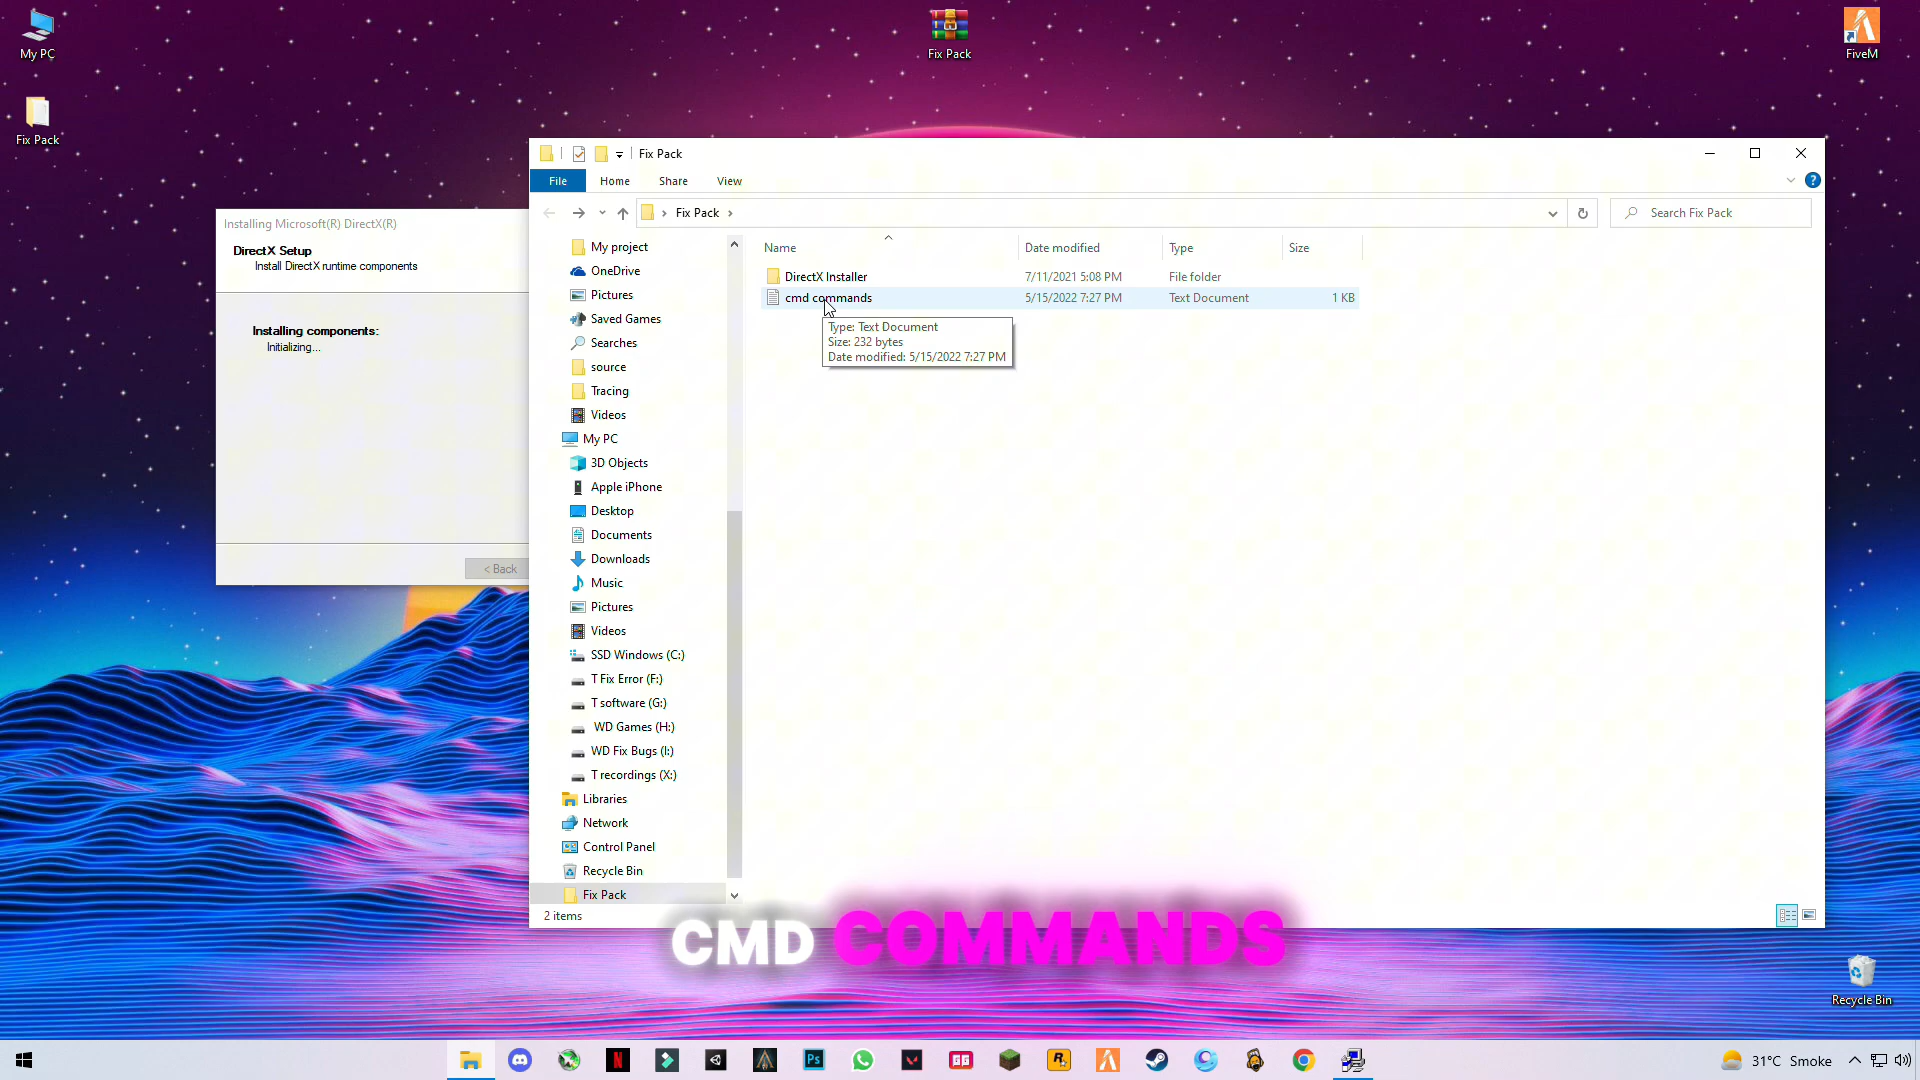 My PC
Fix Pack
FiveM
Fix Pack
Fix Pack
File
Home
Share
View
Fix Pack
Search Fix Pack
Installing Microsoft(R) DirectX(R)
DirectX Setup
Install DirectX runtime components
Installing components:
Initializing...
< Back
My project
OneDrive
Pictures
Saved Games
Searches
source
Tracing
Videos
My PC
3D Objects
Apple iPhone
Desktop
Documents
Downloads
Music
Pictures
Videos
SSD Windows (C:)
T Fix Error (F:)
T software (G:)
WD Games (H:)
WD Fix Bugs (I:)
T recordings (X:)
Libraries
Network
Control Panel
Recycle Bin
Fix Pack
Name Date modified Type Size
DirectX Installer 7/11/2021 5:08 PM File folder
cmd commands 5/15/2022 7:27 PM Text Document 1 KB
Type: Text Document
Size: 232 bytes
Date modified: 5/15/2022 7:27 PM
2 items
CMD COMMANDS
Recycle Bin
31°C Smoke